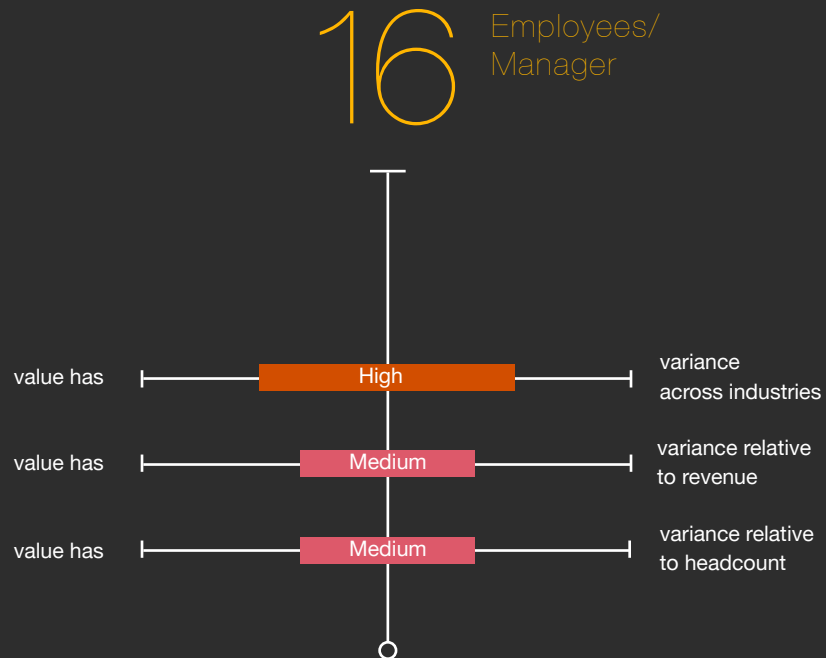 16
Employees/
Manager
value has
High
variance
across industries
value has
Medium
variance relative
to revenue
value has
Medium
variance relative
to headcount